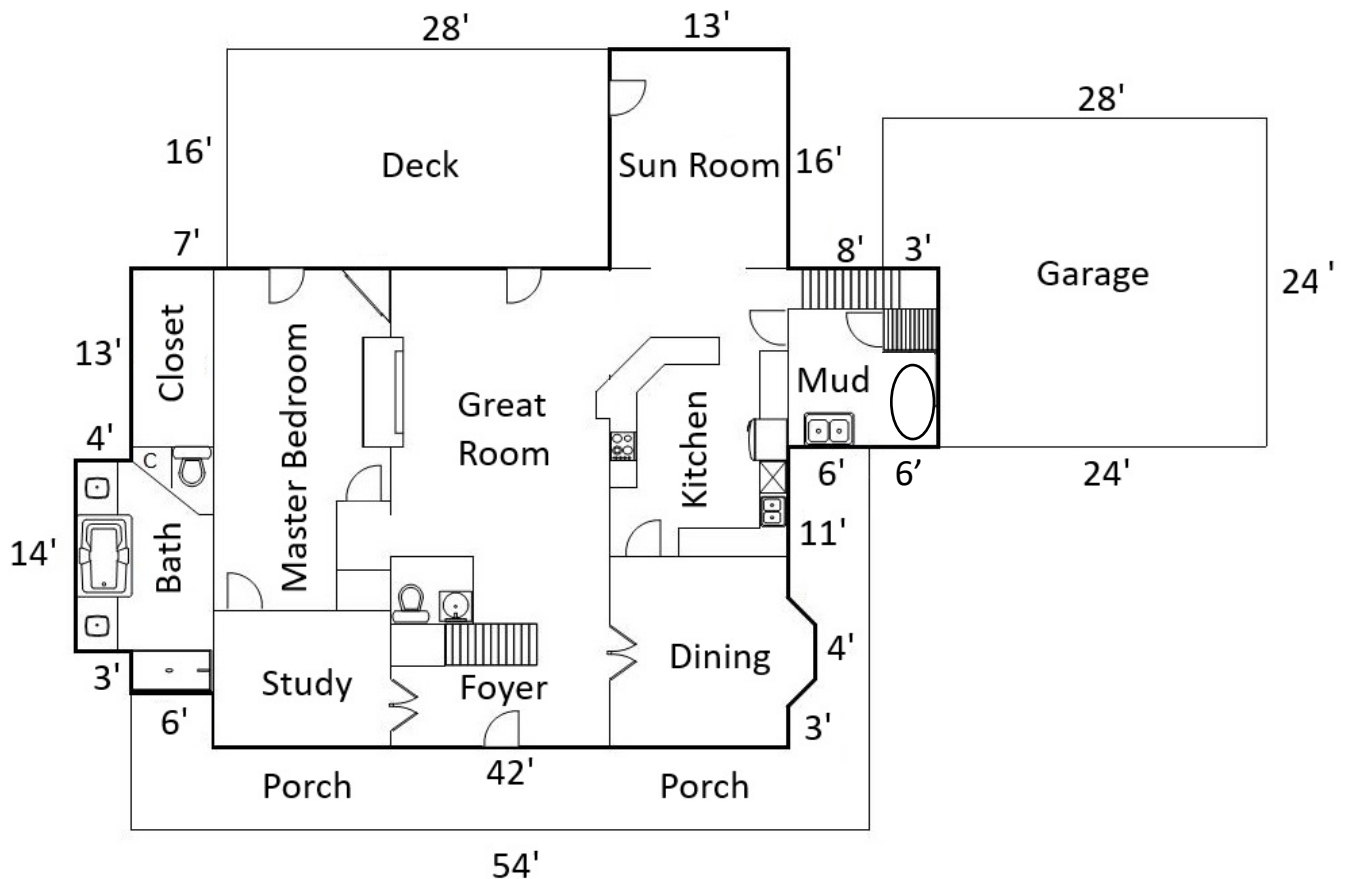 28'
13'
28'
16'
Deck
Sun Room
16'
7'
8'
3'
Garage
24 '
13'
Closet
Master Bedroom
Great
Room
Kitchen
Mud
4'
C
6'
6’
24'
14'
Bath
11'
Dining
4'
3'
Study
Foyer
3'
6'
42'
Porch
Porch
54'